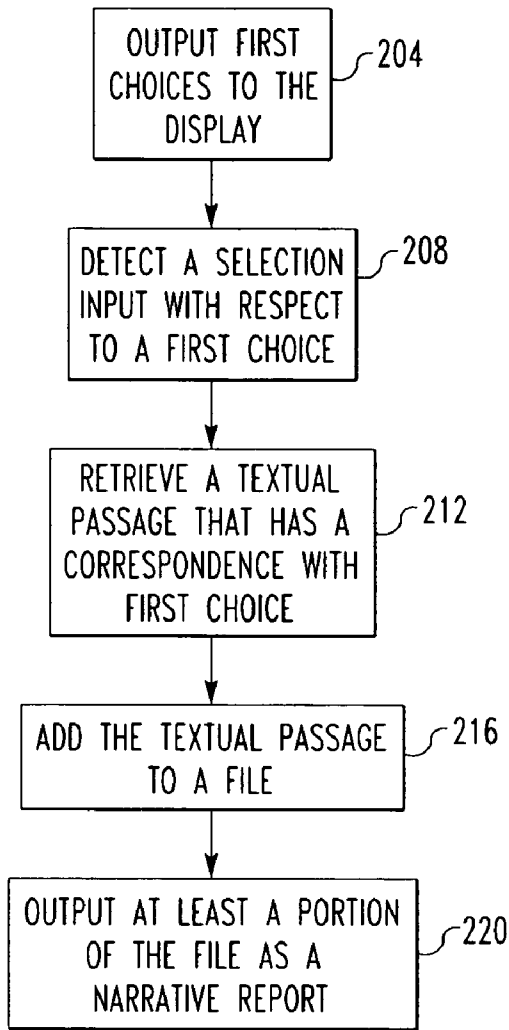 OUTPUT FIRST
CHOICES TO THE
DISPLAY
204
DETECT A SELECTION
INPUT WITH RESPECT
TO A FIRST CHOICE
208
RETRIEVE A TEXTUAL
PASSAGE THAT HAS A
CORRESPONDENCE WITH
FIRST CHOICE
212
ADD THE TEXTUAL PASSAGE
TO A FILE
216
OUTPUT AT LEAST A PORTION
OF THE FILE AS A
NARRATIVE REPORT
220